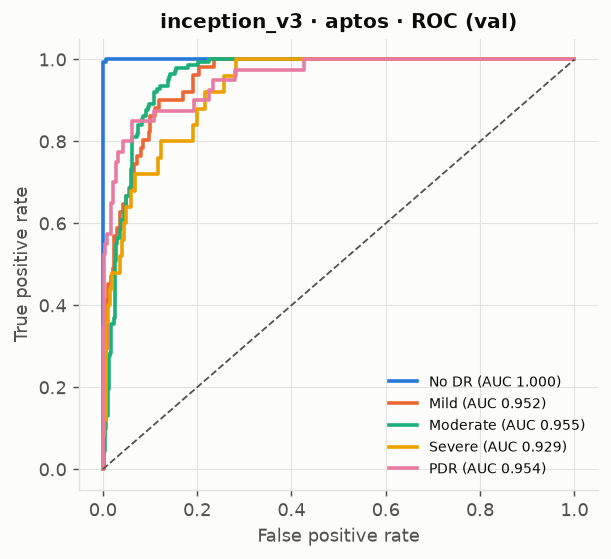 inception_v3 · aptos · ROC (val)
True positive rate
1.0
0.8
0.6
0.4
0.2
0.0
No DR (AUC 1.000)
Mild (AUC 0.952)
Moderate (AUC 0.955)
Severe (AUC 0.929)
PDR (AUC 0.954)
0.0 0.2 0.4 0.6 0.8 1.0
False positive rate